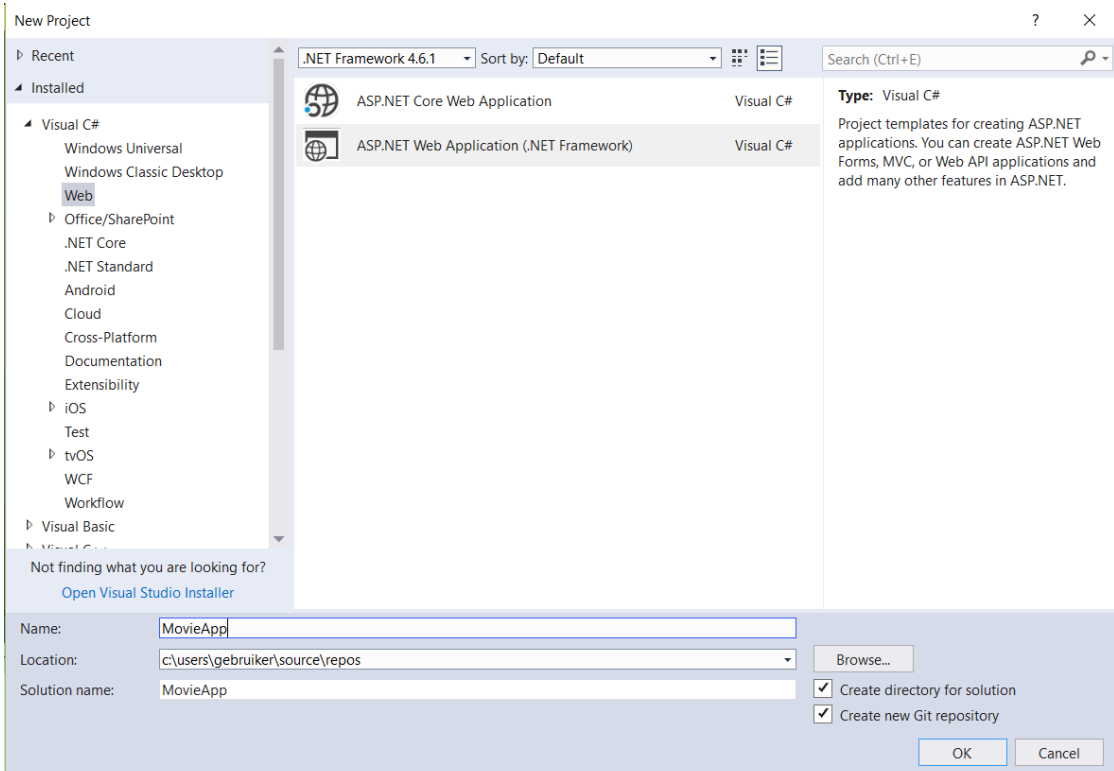 New Project
?
Recent
Installed
Visual C#
Windows Universal
Windows Classic Desktop
Web
Office/SharePoint
.NET Core
.NET Standard
Android
Cloud
Cross-Platform
Documentation
Extensibility
iOS
Test
tvOS
WCF
Workflow
Visual Basic
Not finding what you are looking for?
Open Visual Studio Installer
.NET Framework 4.6.1 Sort by: Default
ASP.NET Core Web Application Visual C#
ASP.NET Web Application (.NET Framework) Visual C#
Search (Ctrl+E)
Type: Visual C#
Project templates for creating ASP.NET
applications. You can create ASP.NET Web
Forms, MVC, or Web API applications and
add many other features in ASP.NET.
Name: MovieApp
Location: c:\users\gebruiker\source\repos Browse...
Solution name: MovieApp
Create directory for solution
Create new Git repository
OK Cancel